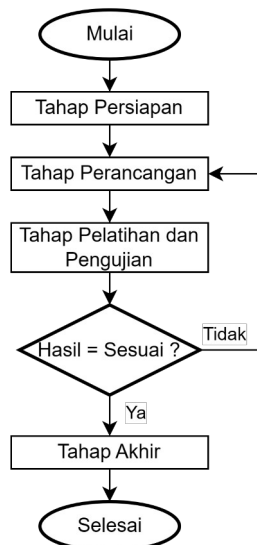 Mulai
Tahap Persiapan
Tahap Perancangan
Tahap Pelatihan dan
Pengujian
Hasil = Sesuai ?
Tidak
Ya
Tahap Akhir
Selesai